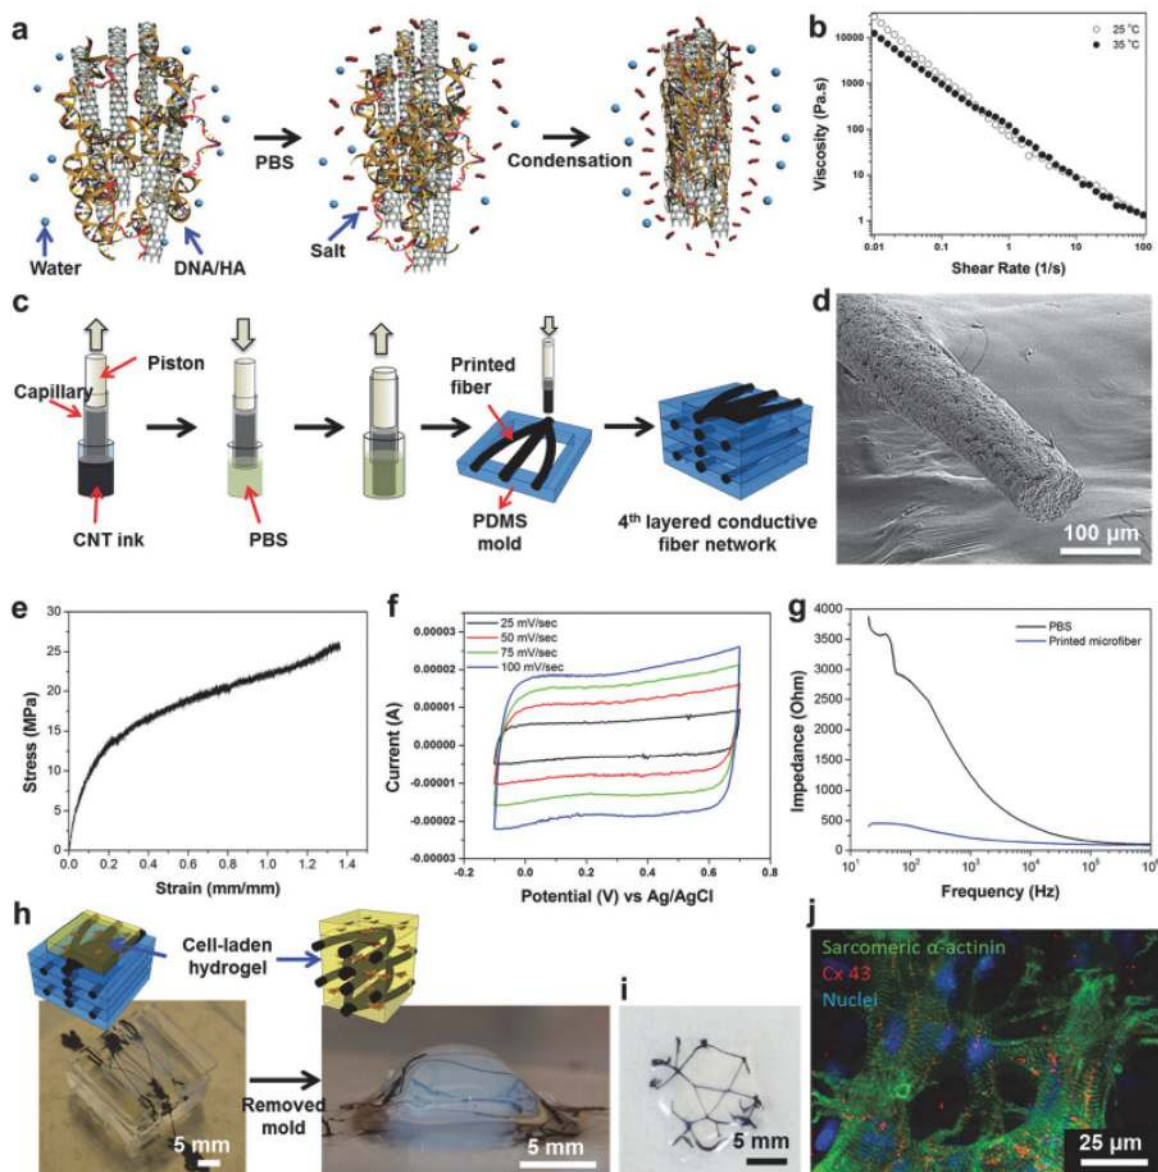 a
PBS
Condensation
Water
DNA/HA
Salt
b
25 °C
35 °C
10000
1000
100
10
1
Viscosity (Pa.s)
0.01
0.1
1
10
100
Shear Rate (1/s)
c
Piston
Capillary
CNT ink
PBS
Printed
fiber
PDMS
mold
4th layered conductive
fiber network
d
100 µm
e
30
25
20
15
10
5
0
Stress (MPa)
0.0
0.2
0.4
0.6
0.8
1.0
1.2
1.4
Strain (mm/mm)
f
25 mV/sec
50 mV/sec
75 mV/sec
100 mV/sec
0.00003
0.00002
0.00001
0.00000
-0.00001
-0.00002
-0.00003
Current (A)
-0.2
0.0
0.2
0.4
0.6
0.8
Potential (V) vs Ag/AgCl
g
PBS
Printed microfiber
4000
3500
3000
2500
2000
1500
1000
500
0
Impedance (Ohm)
10¹
10²
10³
10⁴
10⁵
10⁶
Frequency (Hz)
h
Cell-laden
hydrogel
Removed
mold
5 mm
5 mm
i
5 mm
j
Sarcomeric α-actinin
Cx 43
Nuclei
25 µm